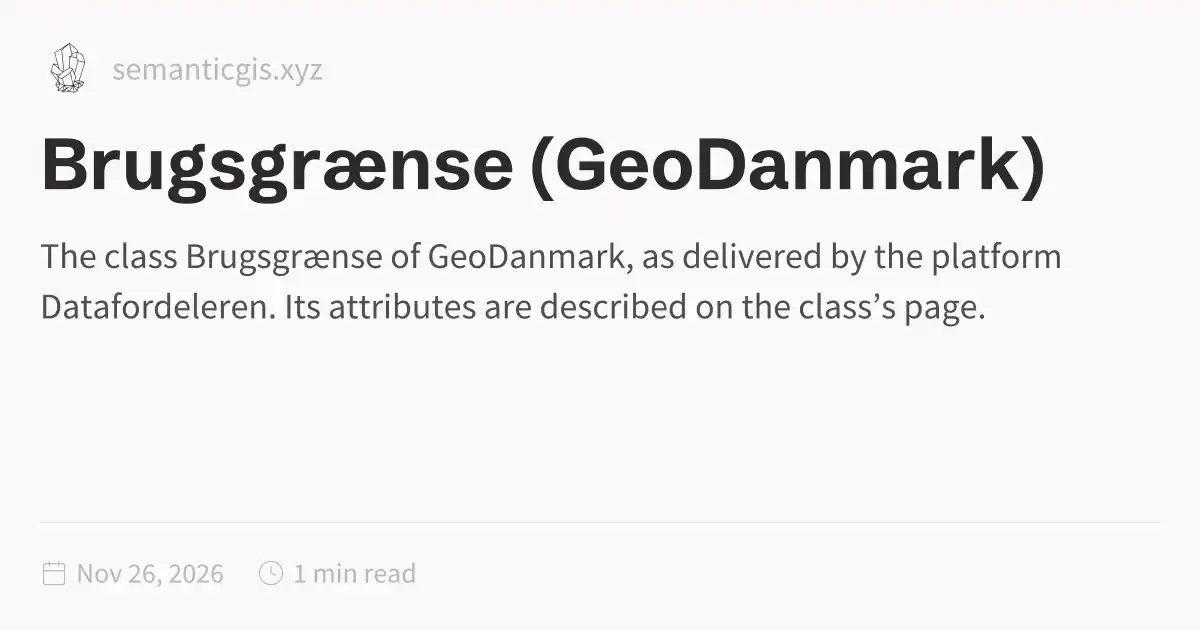 semanticgis.xyz
Brugsgrænse (GeoDanmark)
The class Brugsgrænse of GeoDanmark, as delivered by the platform
Datafordeleren. Its attributes are described on the class’s page.
Nov 26, 2026 1 min read